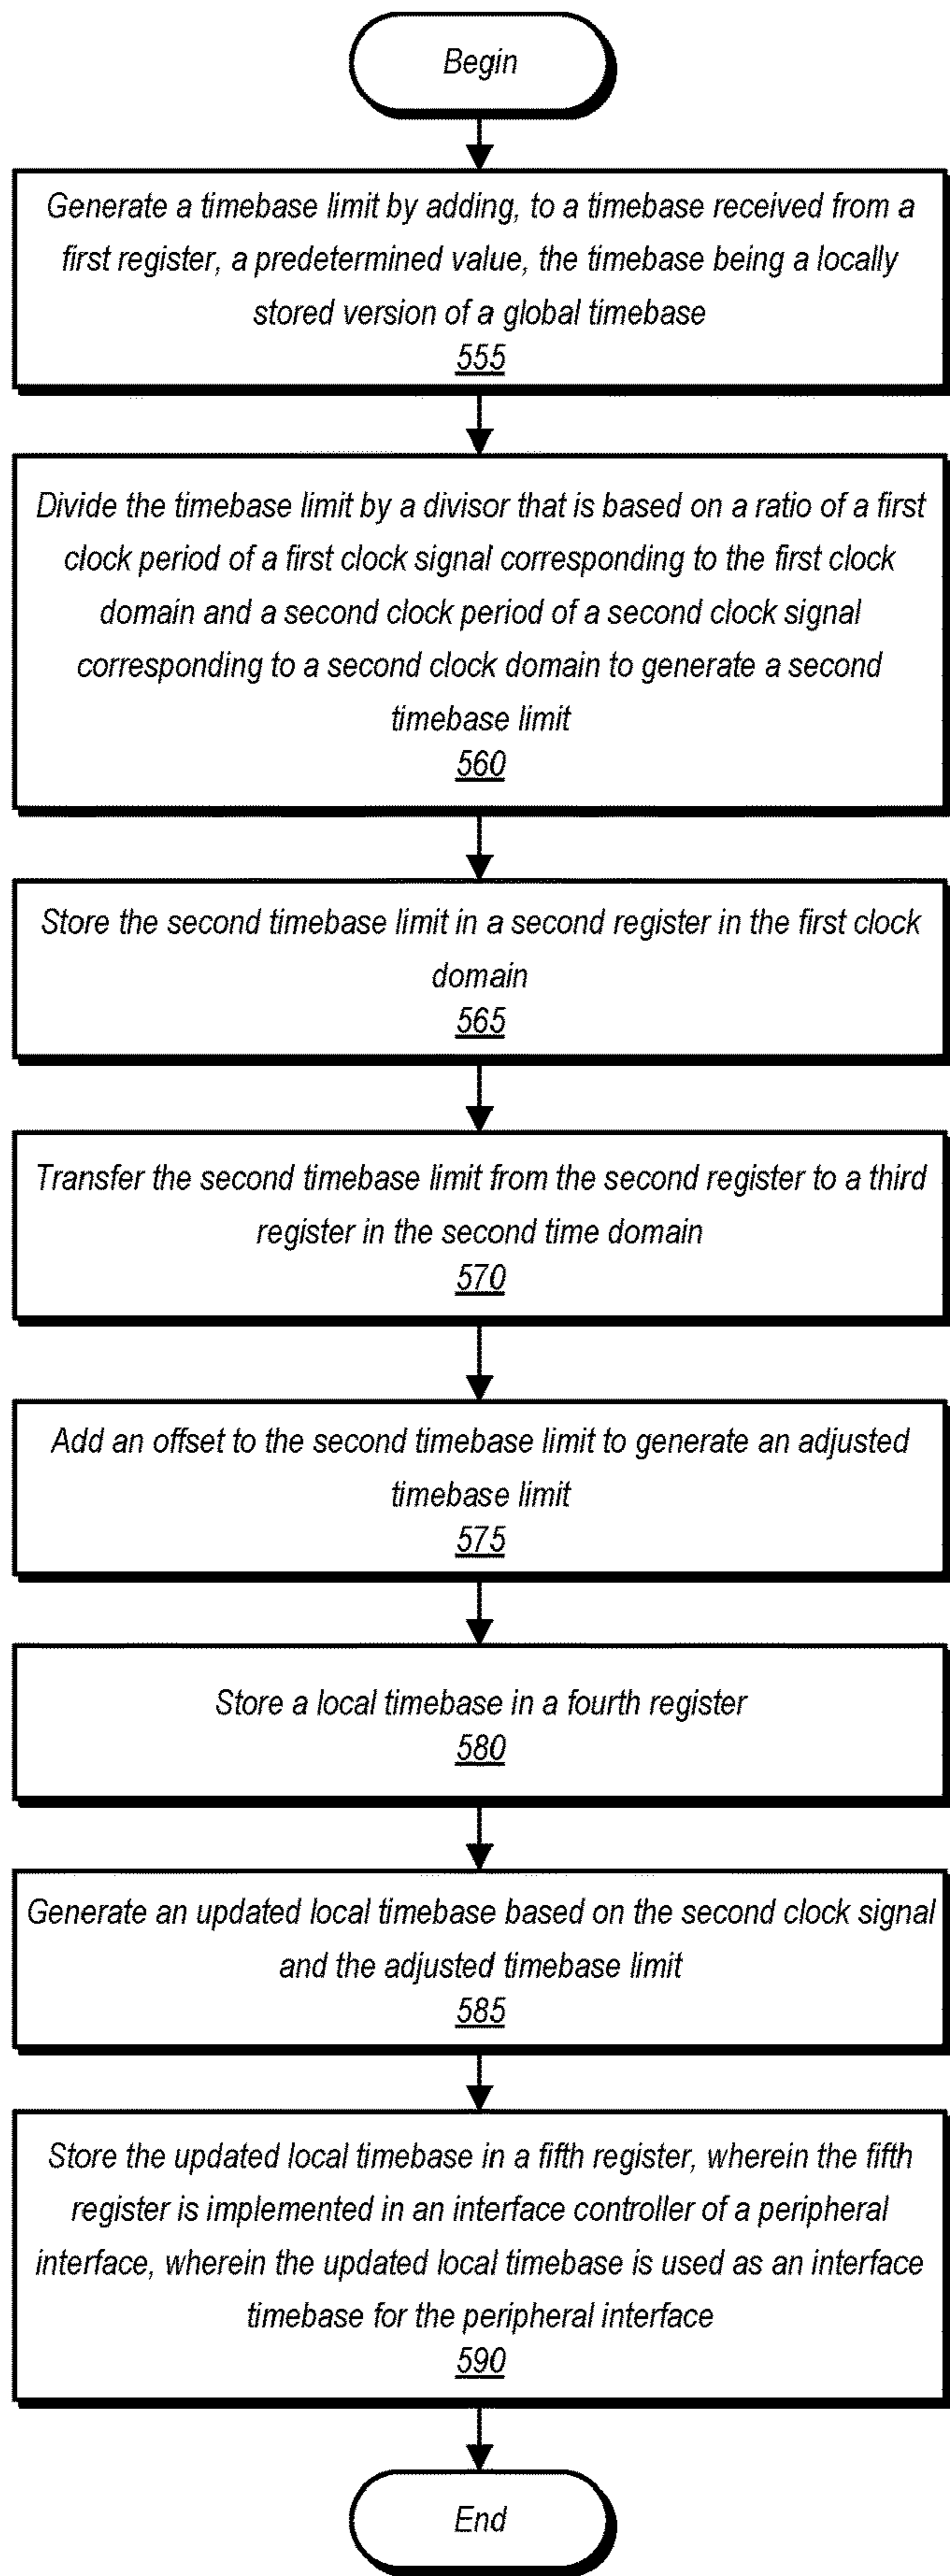 Begin
Generate a timebase limit by adding, to a timebase received from a
first register, a predetermined value, the timebase being a locally
stored version of a global timebase
555
Divide the timebase limit by a divisor that is based on a ratio of a first
clock period of a first clock signal corresponding to the first clock
domain and a second clock period of a second clock signal
corresponding to a second clock domain to generate a second
timebase limit
560
Store the second timebase limit in a second register in the first clock
domain
565
Transfer the second timebase limit from the second register to a third
register in the second time domain
570
Add an offset to the second timebase limit to generate an adjusted
timebase limit
575
Store a local timebase in a fourth register
580
Generate an updated local timebase based on the second clock signal
and the adjusted timebase limit
585
Store the updated local timebase in a fifth register, wherein the fifth
register is implemented in an interface controller of a peripheral
interface, wherein the updated local timebase is used as an interface
timebase for the peripheral interface
590
End